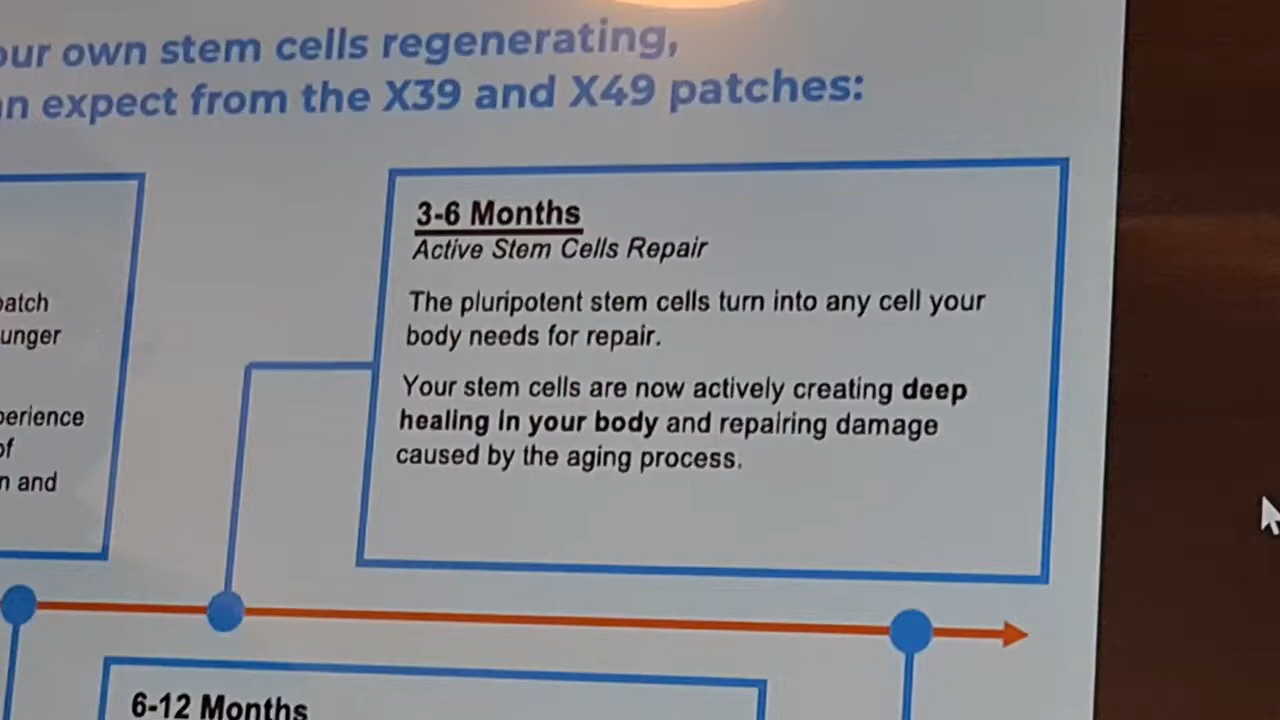 our own stem cells regenerating,
n expect from the X39 and X49 patches:
patch
unger
perience
of
n and
3-6 Months
Active Stem Cells Repair
The pluripotent stem cells turn into any cell your
body needs for repair.
Your stem cells are now actively creating deep
healing in your body and repairing damage
caused by the aging process.
6-12 Months